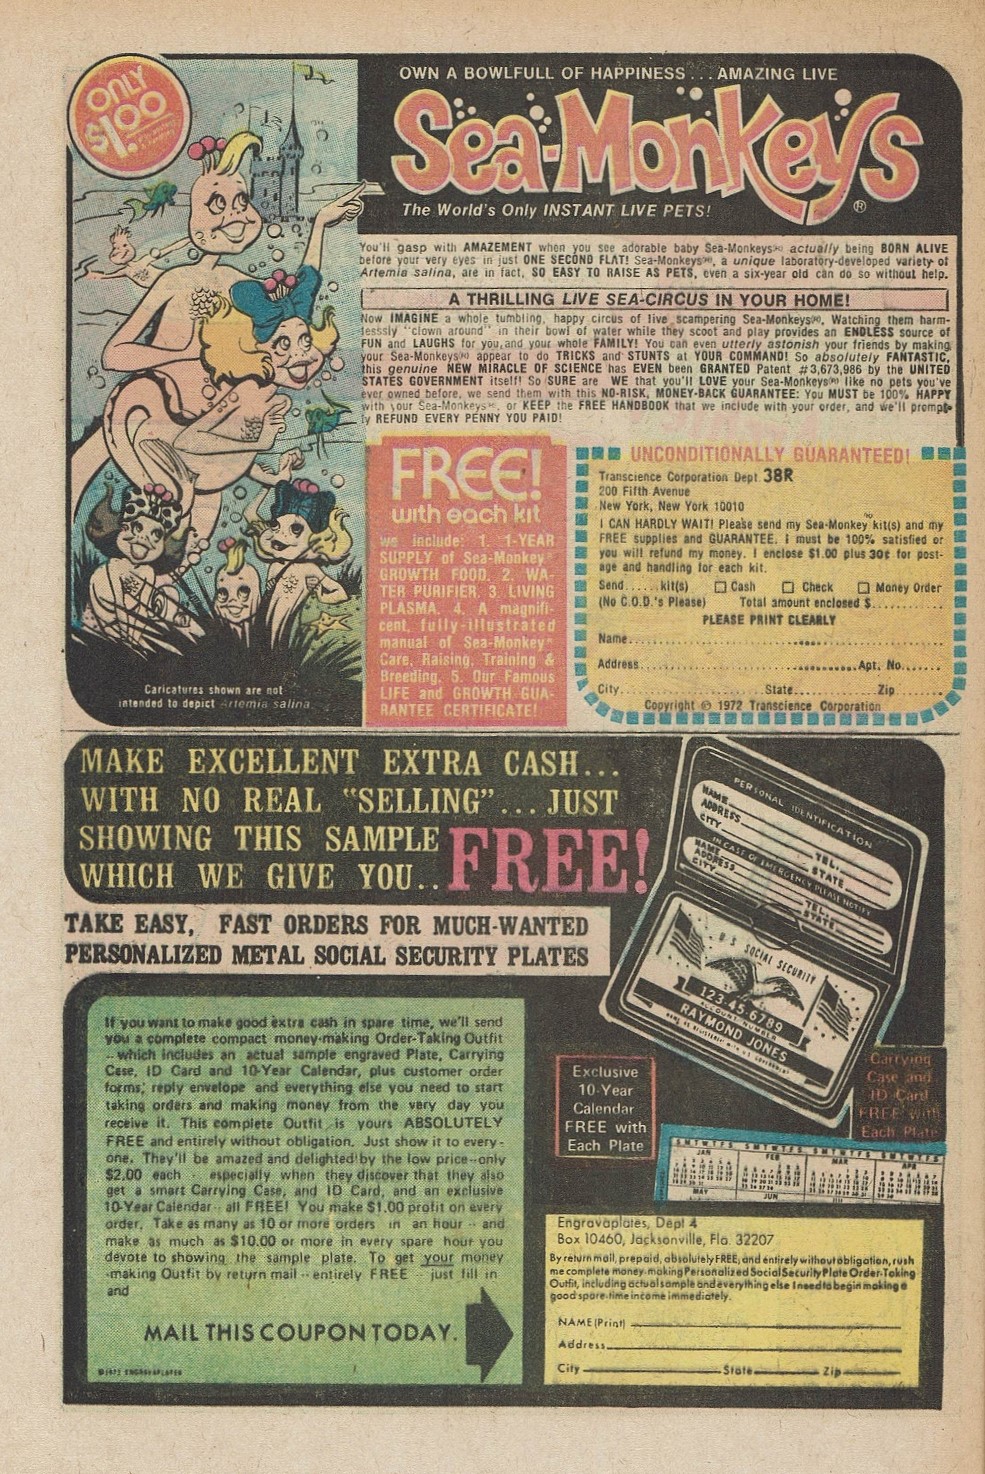 ONLY
$1.00
OWN A BOWLFULL OF HAPPINESS... AMAZING LIVE
Sea-Monkeys®
The World's Only INSTANT LIVE PETS!
You'll gasp with AMAZEMENT when you see adorable baby Sea-Monkeys actually being BORN ALIVE
before your very eyes in just ONE SECOND FLAT! Sea-Monkeys, a unique laboratory-developed variety of
Artemia salina, are in fact, SO EASY TO RAISE AS PETS, even a six-year old can do so without help.
A THRILLING LIVE SEA-CIRCUS IN YOUR HOME!
Now IMAGINE a whole tumbling, happy circus of live, scampering Sea-Monkeys. Watching them harm-
lessly "clown around" in their bowl of water while they scoot and play provides an ENDLESS source of
FUN and LAUGHS for you, and your whole FAMILY! You can even utterly astonish your friends by making
your Sea-Monkeys appear to do TRICKS and STUNTS at YOUR COMMAND! So absolutely FANTASTIC,
this genuine NEW MIRACLE OF SCIENCE has EVEN been GRANTED Patent #3,673,986 by the UNITED
STATES GOVERNMENT itself! So SURE are WE that you'll LOVE your Sea-Monkeys like no pets you've
ever owned before, we send them with this NO-RISK, MONEY-BACK GUARANTEE: You MUST be 100% HAPPY
with your Sea-Monkeys, or KEEP the FREE HANDBOOK that we include with your order, and we'll prompt-
ly REFUND EVERY PENNY YOU PAID!
FREE!
with each kit
we include: 1. 1-YEAR
SUPPLY of Sea-Monkey
GROWTH FOOD. 2. WA-
TER PURIFIER. 3. LIVING
PLASMA. 4. A magnifi-
cent, fully-illustrated
manual of Sea-Monkey
Care, Raising, Training &
Breeding. 5. Our Famous
LIFE and GROWTH GUA-
RANTEE CERTIFICATE!
UNCONDITIONALLY GUARANTEED!
Transcience Corporation Dept 38R
200 Fifth Avenue
New York, New York 10010
I CAN HARDLY WAIT! Please send my Sea-Monkey kit(s) and my
FREE supplies and GUARANTEE. I must be 100% satisfied or
you will refund my money. I enclose $1.00 plus 30¢ for post-
age and handling for each kit.
Send.....kit(s) □ Cash □ Check □ Money Order
(No C.O.D.'s Please) Total amount enclosed $............
PLEASE PRINT CLEARLY
Name....................
Address....................Apt. No.......
City....................State............Zip............
Copyright © 1972 Transcience Corporation
Caricatures shown are not
intended to depict Artemia salina.
MAKE EXCELLENT EXTRA CASH...
WITH NO REAL "SELLING"... JUST
SHOWING THIS SAMPLE FREE!
WHICH WE GIVE YOU..
TAKE EASY, FAST ORDERS FOR MUCH-WANTED
PERSONALIZED METAL SOCIAL SECURITY PLATES
PERSONAL IDENTIFICATION
NAME
ADDRESS TEL.
CITY STATE
IN CASE OF EMERGENCY PLEASE NOTIFY
NAME
ADDRESS TEL.
CITY STATE
U S SOCIAL SECURITY
123-45-6789
ACCOUNT NUMBER
RAYMOND JONES
If you want to make good extra cash in spare time, we'll send
you a complete compact money-making Order-Taking Outfit
-- which includes an actual sample engraved Plate, Carrying
Case, ID Card and 10-Year Calendar, plus customer order
forms, reply envelope and everything else you need to start
taking orders and making money from the very day you
receive it. This complete Outfit is yours ABSOLUTELY
FREE and entirely without obligation. Just show it to every-
one. They'll be amazed and delighted by the low price--only
$2.00 each -- especially when they discover that they also
get a smart Carrying Case, and ID Card, and an exclusive
10-Year Calendar -- all FREE! You make $1.00 profit on every
order. Take as many as 10 or more orders in an hour -- and
make as much as $10.00 or more in every spare hour you
devote to showing the sample plate. To get your money
-making Outfit by return mail -- entirely FREE -- just fill in
and
MAIL THIS COUPON TODAY.
Exclusive
10-Year
Calendar
FREE with
Each Plate
Carrying
Case and
ID Card
FREE with
Each Plate
S M T W T F S S M T W T F S S M T W T F S S M T W T F S
JAN FEB MAR APR
MAY JUN
Engravaplates, Dept 4
Box 10460, Jacksonville, Fla. 32207
By return mail, prepaid, absolutely FREE, and entirely without obligation, rush
me complete money-making Personalized Social Security Plate Order-Taking
Outfit, including actual sample and everything else I need to begin making a
good spare-time income immediately.
NAME (Print)
Address
City State Zip